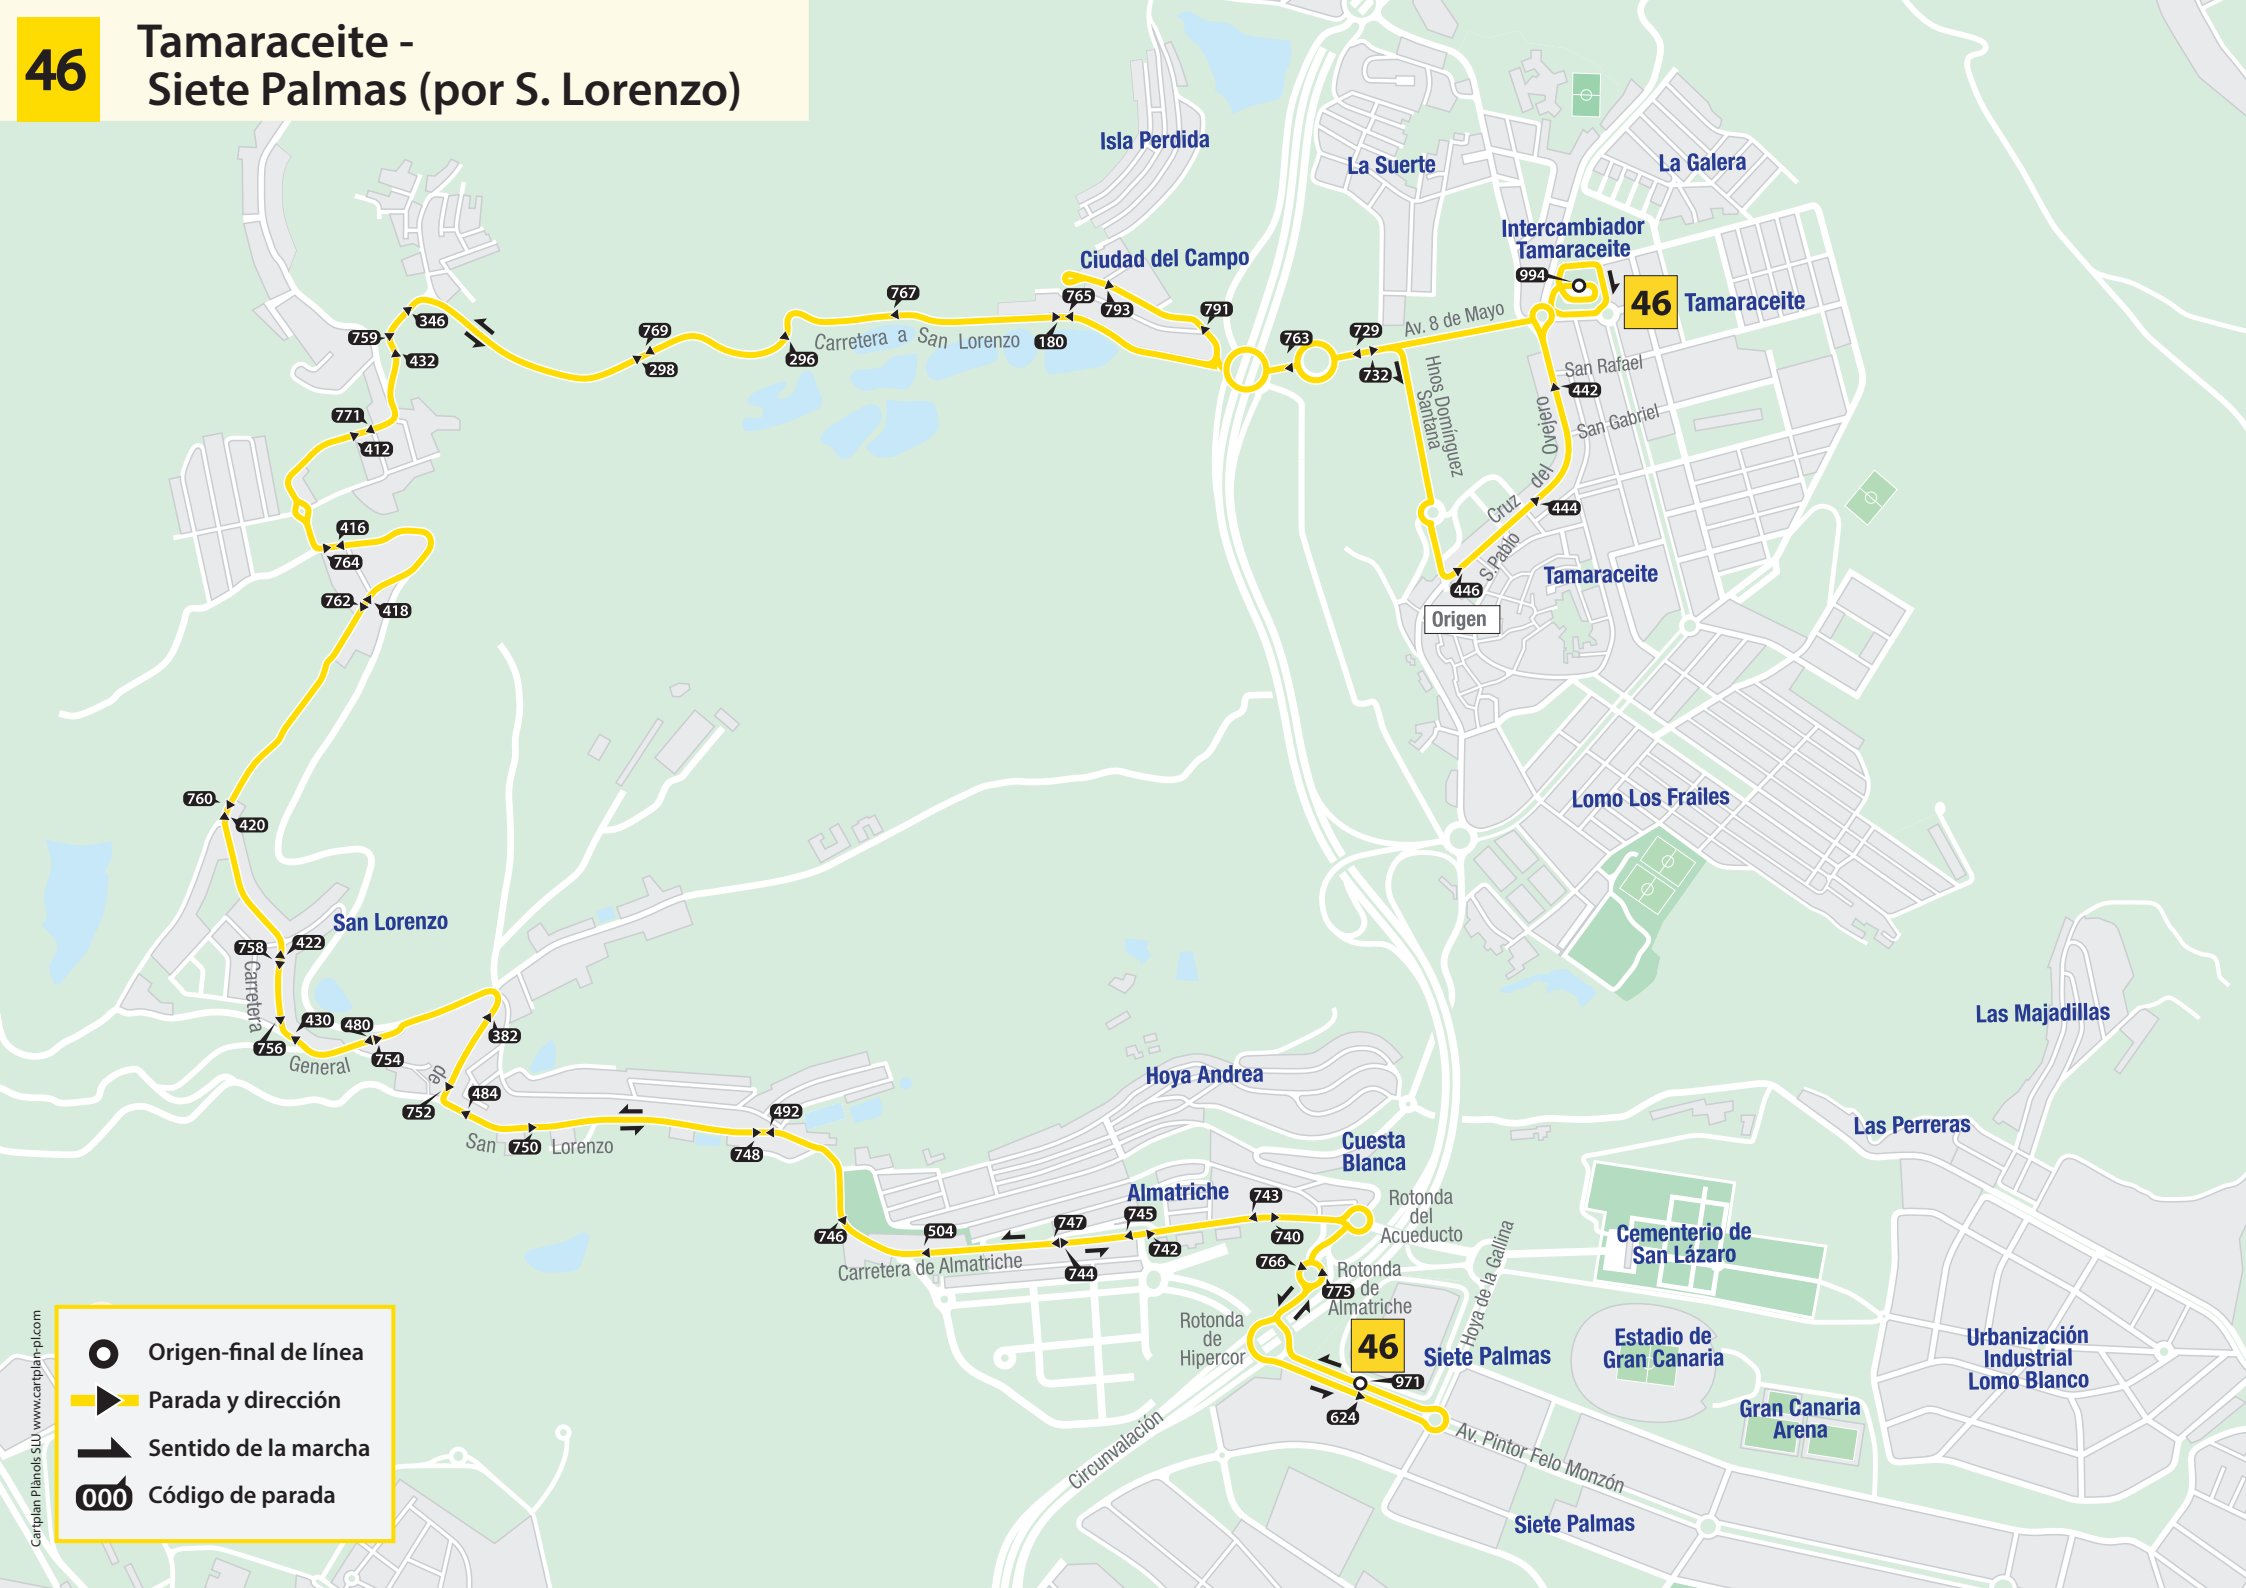 46
Tamaraceite -
Siete Palmas (por S. Lorenzo)
Isla Perdida
La Suerte
La Galera
Intercambiador
Tamaraceite
994
46
Tamaraceite
Ciudad del Campo
767
765
793
791
763
729
Av. 8 de Mayo
346
759
432
769
298
296
Carretera a San Lorenzo
180
732
Hnos Domínguez
Santana
San Rafael
442
San Gabriel
Cruz del Ovejero
444
S.Pablo
446
Origen
Tamaraceite
771
412
416
764
762
418
760
420
Lomo Los Frailes
San Lorenzo
758
422
Carretera
430
480
756
754
General
382
de
484
752
San
750
Lorenzo
492
748
Las Majadillas
Hoya Andrea
Las Perreras
Cuesta
Blanca
Almatriche
743
Rotonda
del
Acueducto
745
747
504
746
740
742
744
766
Carretera de Almatriche
Rotonda
de
Almatriche
775
Hoya de la Gallina
Cementerio de
San Lázaro
Rotonda
de
Hipercor
46
Siete Palmas
971
624
Estadio de
Gran Canaria
Urbanización
Industrial
Lomo Blanco
Gran Canaria
Arena
Av. Pintor Felo Monzón
Circunvalación
Siete Palmas
Origen-final de línea
Parada y dirección
Sentido de la marcha
000
Código de parada
Cartplan Plànols SLU www.cartplan-pl.com